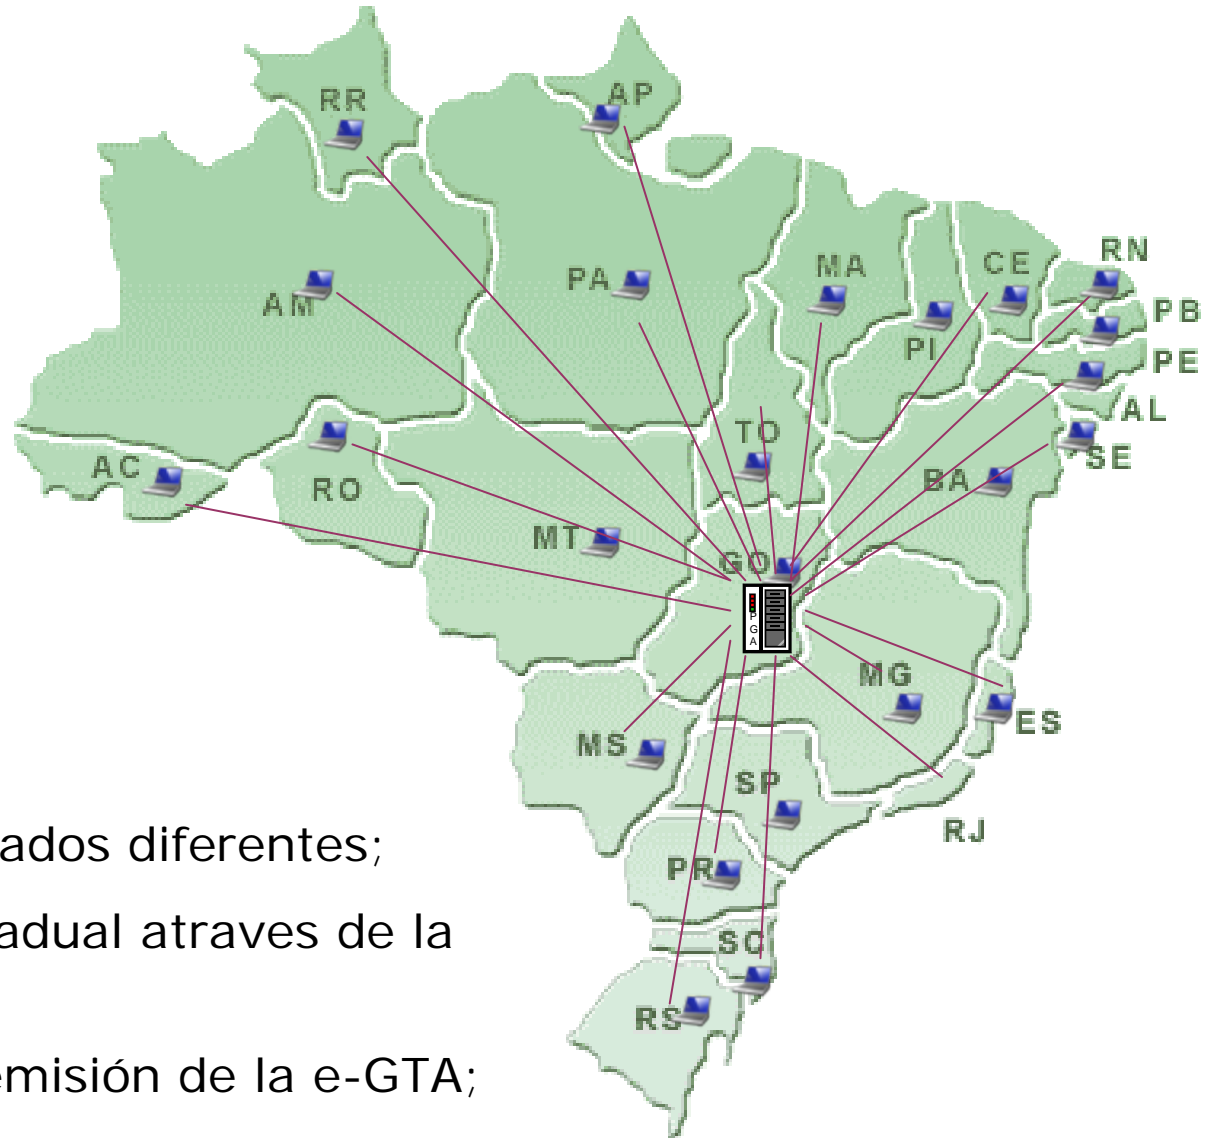 RR
AP
AM
PA
MA
CE
RN
PB
PI
PE
AL
TO
SE
AC
RO
BA
MT
GO
P
G
A
MG
ES
MS
SP
RJ
ados diferentes;
PR
adual atraves de la
SC
RS
emisión de la e-GTA;